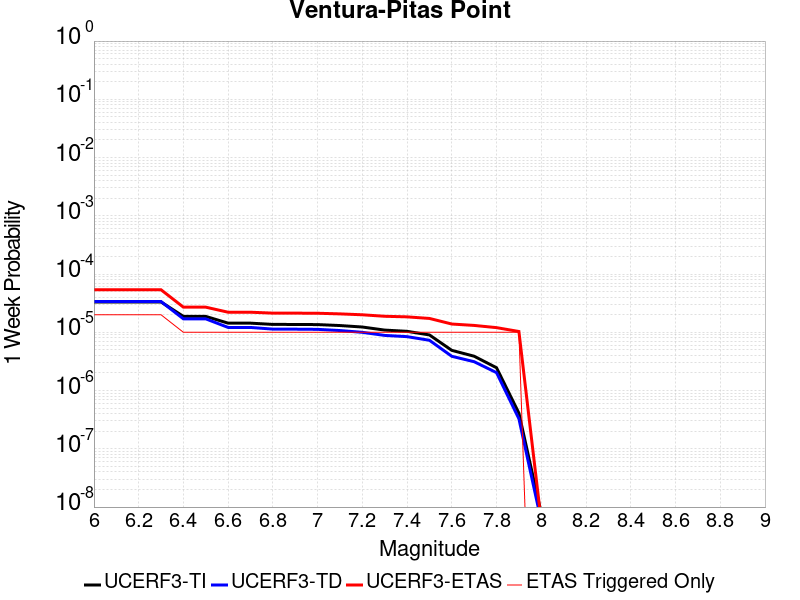 Ventura-Pitas Point
10^0
10^-1
10^-2
10^-3
10^-4
10^-5
10^-6
10^-7
10^-8
1 Week Probability
6 6.2 6.4 6.6 6.8 7 7.2 7.4 7.6 7.8 8 8.2 8.4 8.6 8.8 9
Magnitude
UCERF3-TI UCERF3-TD UCERF3-ETAS ETAS Triggered Only